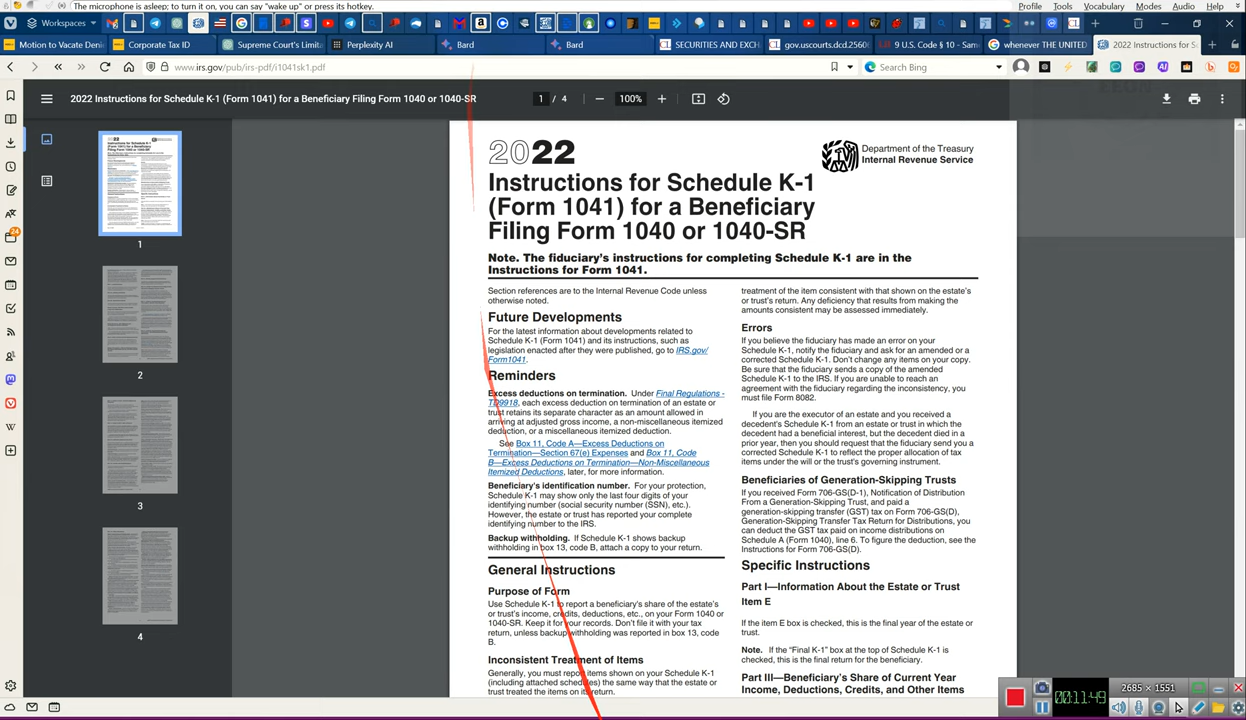 The microphone is asleep; to turn it on, you can say "wake up" or press its hotkey.
Profile Tools Vocabulary Modes Audio Help
Workspaces
Motion to Vacate Deni
Corporate Tax ID
Supreme Court's Limita
Perplexity AI
Bard
Bard
SECURITIES AND EXCH
gov.uscourts.dcd.2560
9 U.S. Code § 10 - Sam
whenever THE UNITED
2022 Instructions for Sc
www.irs.gov/pub/irs-pdf/i1041sk1.pdf
Search Bing
2022 Instructions for Schedule K-1 (Form 1041) for a Beneficiary Filing Form 1040 or 1040-SR
1 / 4
100%
1
2
3
4
2022
Department of the Treasury
Internal Revenue Service
Instructions for Schedule K-1
(Form 1041) for a Beneficiary
Filing Form 1040 or 1040-SR
Note. The fiduciary's instructions for completing Schedule K-1 are in the
Instructions for Form 1041.
Section references are to the Internal Revenue Code unless
otherwise noted.
Future Developments
For the latest information about developments related to
Schedule K-1 (Form 1041) and its instructions, such as
legislation enacted after they were published, go to IRS.gov/
Form1041.
Reminders
Excess deductions on termination. Under Final Regulations -
TD9918, each excess deduction on termination of an estate or
trust retains its separate character as an amount allowed in
arriving at adjusted gross income, a non-miscellaneous itemized
deduction, or a miscellaneous itemized deduction.
See Box 11, Code A—Excess Deductions on
Termination—Section 67(e) Expenses and Box 11, Code
B—Excess Deductions on Termination—Non-Miscellaneous
Itemized Deductions, later, for more information.
Beneficiary's identification number. For your protection,
Schedule K-1 may show only the last four digits of your
identifying number (social security number (SSN), etc.).
However, the estate or trust has reported your complete
identifying number to the IRS.
Backup withholding. If Schedule K-1 shows backup
withholding in box 13, code B, attach a copy to your return.
General Instructions
Purpose of Form
Use Schedule K-1 to report a beneficiary's share of the estate's
or trust's income, credits, deductions, etc., on your Form 1040 or
1040-SR. Keep it for your records. Don't file it with your tax
return, unless backup withholding was reported in box 13, code
B.
Inconsistent Treatment of Items
Generally, you must report items shown on your Schedule K-1
(including attached schedules) the same way that the estate or
trust treated the items on its return.
treatment of the item consistent with that shown on the estate's
or trust's return. Any deficiency that results from making the
amounts consistent may be assessed immediately.
Errors
If you believe the fiduciary has made an error on your
Schedule K-1, notify the fiduciary and ask for an amended or a
corrected Schedule K-1. Don't change any items on your copy.
Be sure that the fiduciary sends a copy of the amended
Schedule K-1 to the IRS. If you are unable to reach an
agreement with the fiduciary regarding the inconsistency, you
must file Form 8082.
If you are the executor of an estate and you received a
decedent's Schedule K-1 from an estate or trust in which the
decedent had a beneficial interest, but the decedent died in a
prior year, then you should request that the fiduciary send you a
corrected Schedule K-1 to reflect the proper allocation of tax
items under the will or the trust's governing instrument.
Beneficiaries of Generation-Skipping Trusts
If you received Form 706-GS(D-1), Notification of Distribution
From a Generation-Skipping Trust, and paid a
generation-skipping transfer (GST) tax on Form 706-GS(D),
Generation-Skipping Transfer Tax Return for Distributions, you
can deduct the GST tax paid on income distributions on
Schedule A (Form 1040), line 6. To figure the deduction, see the
Instructions for Form 706-GS(D).
Specific Instructions
Part I—Information About the Estate or Trust
Item E
If the item E box is checked, this is the final year of the estate or
trust.
Note. If the "Final K-1" box at the top of Schedule K-1 is
checked, this is the final return for the beneficiary.
Part III—Beneficiary's Share of Current Year
Income, Deductions, Credits, and Other Items
24
00:11:49
2685 × 1551